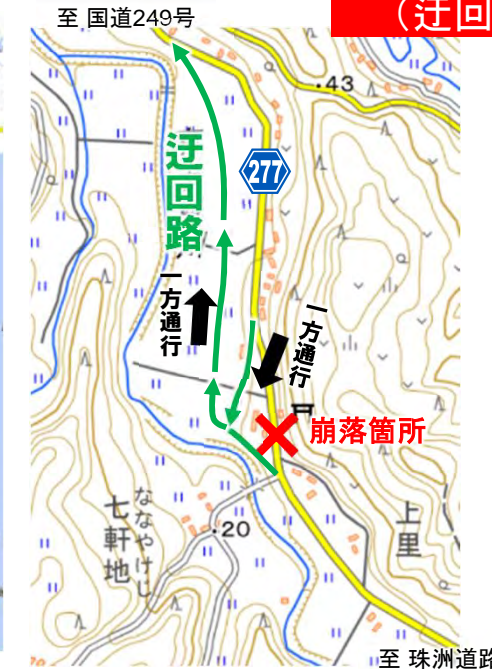 至 国道249号
（迂回
・43
277
迂回路
一方通行
一方通行
崩落箇所
ななやけじ
七軒地
・20
上里
至 珠洲道路